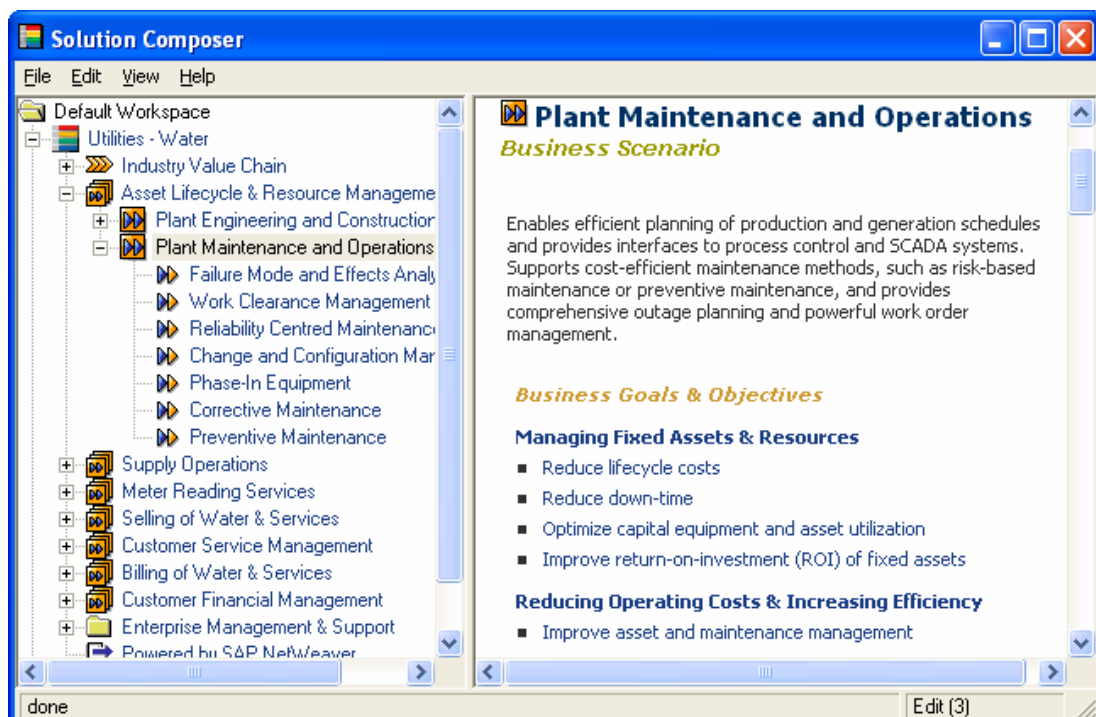 Solution Composer
File Edit View Help
Default Workspace
Utilities - Water
Industry Value Chain
Asset Lifecycle & Resource Manageme
Plant Engineering and Construction
Plant Maintenance and Operations
Failure Mode and Effects Analy
Work Clearance Management
Reliability Centred Maintenance
Change and Configuration Man
Phase-In Equipment
Corrective Maintenance
Preventive Maintenance
Supply Operations
Meter Reading Services
Selling of Water & Services
Customer Service Management
Billing of Water & Services
Customer Financial Management
Enterprise Management & Support
Powered by SAP NetWeaver
Plant Maintenance and Operations
Business Scenario
Enables efficient planning of production and generation schedules
and provides interfaces to process control and SCADA systems.
Supports cost-efficient maintenance methods, such as risk-based
maintenance or preventive maintenance, and provides
comprehensive outage planning and powerful work order
management.
Business Goals & Objectives
Managing Fixed Assets & Resources
Reduce lifecycle costs
Reduce down-time
Optimize capital equipment and asset utilization
Improve return-on-investment (ROI) of fixed assets
Reducing Operating Costs & Increasing Efficiency
Improve asset and maintenance management
done
Edit (3)